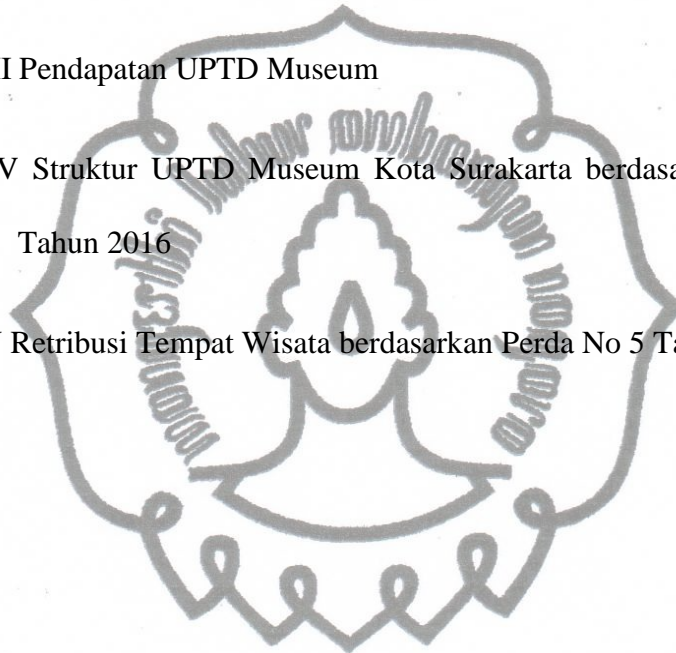 I Pendapatan UPTD Museum
V Struktur UPTD Museum Kota Surakarta berdasa
Tahun 2016
Retribusi Tempat Wisata berdasarkan Perda No 5 Ta